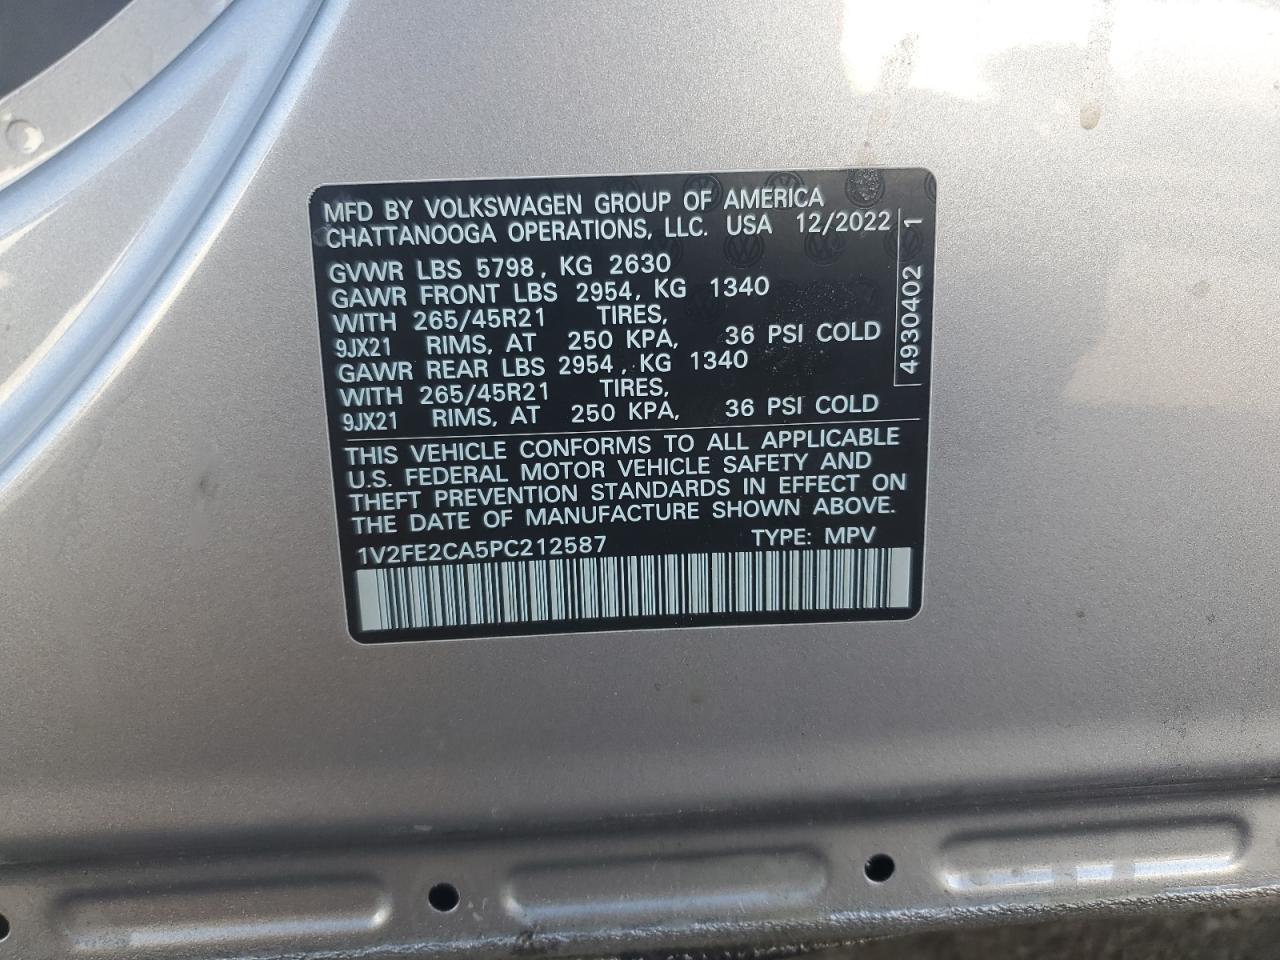 MFD BY VOLKSWAGEN GROUP OF AMERICA
CHATTANOOGA OPERATIONS, LLC. USA 12/2022
GVWR LBS 5798, KG 2630
GAWR FRONT LBS 2954, KG 1340
WITH 265/45R21 TIRES,
9JX21 RIMS, AT 250 KPA, 36 PSI COLD
GAWR REAR LBS 2954, KG 1340
WITH 265/45R21 TIRES,
9JX21 RIMS, AT 250 KPA, 36 PSI COLD
4930402 1
THIS VEHICLE CONFORMS TO ALL APPLICABLE
U.S. FEDERAL MOTOR VEHICLE SAFETY AND
THEFT PREVENTION STANDARDS IN EFFECT ON
THE DATE OF MANUFACTURE SHOWN ABOVE.
1V2FE2CA5PC212587 TYPE: MPV